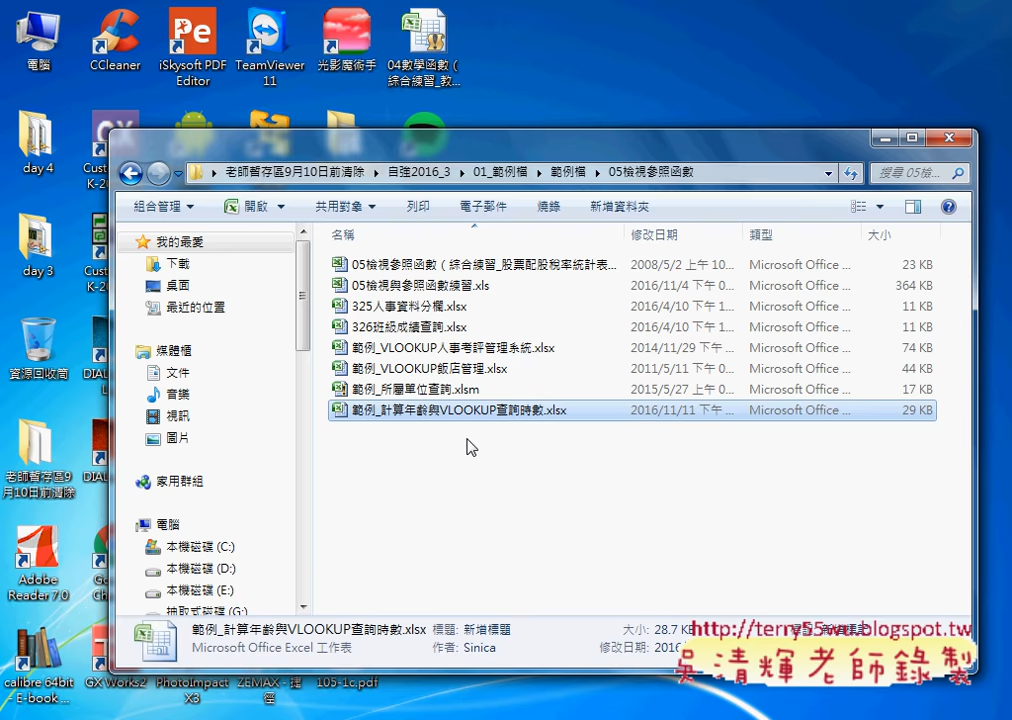 電腦
CCleaner
iSkysoft PDF Editor
TeamViewer 11
光影魔術手
04數學函數（綜合練習_教...
day 4
day 3
資源回收筒
老師暫存區9月10日前清除
Adobe Reader 7.0
calibre 64bit - E-book ...
GX Works2
PhotoImpact X3
105-1c.pdf
老師暫存區9月10日前清除
自強2016_3
01_範例檔
範例檔
05檢視參照函數
搜尋 05檢...
組合管理
開啟
共用對象
列印
電子郵件
燒錄
新增資料夾
我的最愛
下載
桌面
最近的位置
媒體櫃
文件
音樂
視訊
圖片
家用群組
電腦
本機磁碟 (C:)
本機磁碟 (D:)
本機磁碟 (E:)
抽取式磁碟 (G:)
名稱 修改日期 類型 大小
05檢視參照函數（綜合練習_股票配股稅率統計表... 2008/5/2 上午 10... Microsoft Office ... 23 KB
05檢視與參照函數練習.xls 2016/11/4 下午 0... Microsoft Office ... 364 KB
325人事資料分欄.xlsx 2016/4/10 下午 1... Microsoft Office ... 11 KB
326班級成績查詢.xlsx 2016/4/10 下午 1... Microsoft Office ... 11 KB
範例_VLOOKUP人事考評管理系統.xlsx 2014/11/29 下午 ... Microsoft Office ... 74 KB
範例_VLOOKUP飯店管理.xlsx 2011/5/11 下午 0... Microsoft Office ... 44 KB
範例_所屬單位查詢.xlsm 2015/5/27 上午 0... Microsoft Office ... 17 KB
範例_計算年齡與VLOOKUP查詢時數.xlsx 2016/11/11 下午 ... Microsoft Office ... 29 KB
範例_計算年齡與VLOOKUP查詢時數.xlsx 標題: 新增標題 大小: 28.7 KB
Microsoft Office Excel 工作表 作者: Sinica 修改日期: 2016
http://terry55wu.blogspot.tw
吳清輝老師錄製